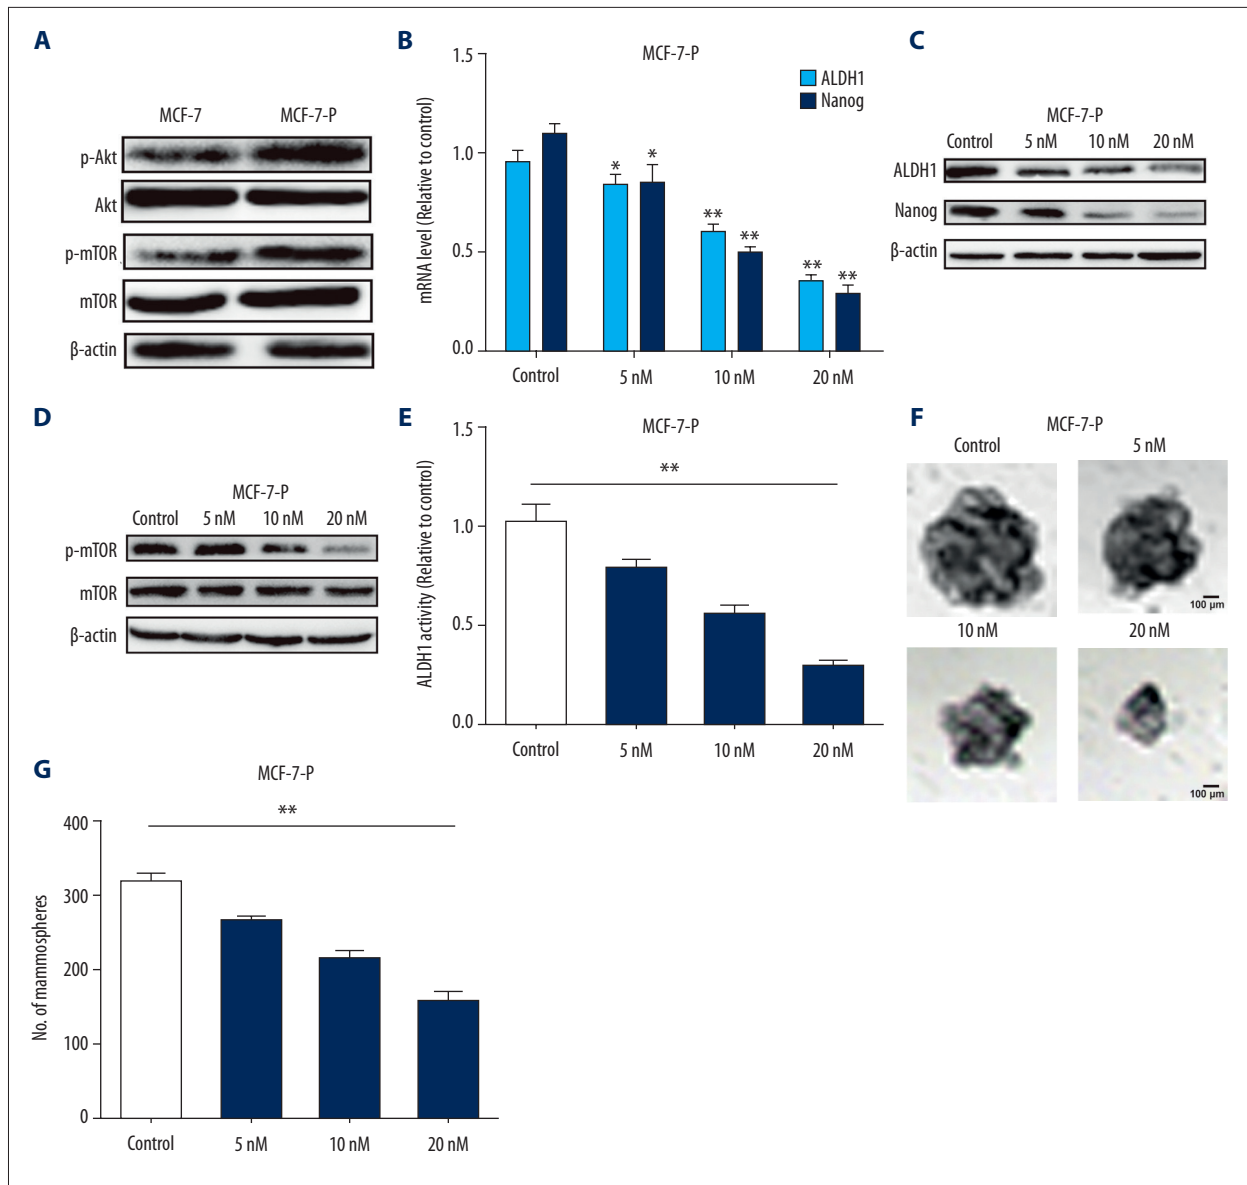 A
MCF-7 MCF-7-P
p-Akt
Akt
p-mTOR
mTOR
β-actin
B
MCF-7-P
ALDH1
Nanog
mRNA level (Relative to control)
1.5
1.0
0.5
0.0
* *
** **
** **
Control 5 nM 10 nM 20 nM
C
MCF-7-P
Control 5 nM 10 nM 20 nM
ALDH1
Nanog
β-actin
D
MCF-7-P
Control 5 nM 10 nM 20 nM
p-mTOR
mTOR
β-actin
E
MCF-7-P
ALDH1 activity (Relative to control)
1.5
1.0
0.5
0.0
**
Control 5 nM 10 nM 20 nM
F
MCF-7-P
Control 5 nM
100 µm
10 nM 20 nM
100 µm
G
MCF-7-P
No. of mammospheres
400
300
200
100
0
**
Control 5 nM 10 nM 20 nM